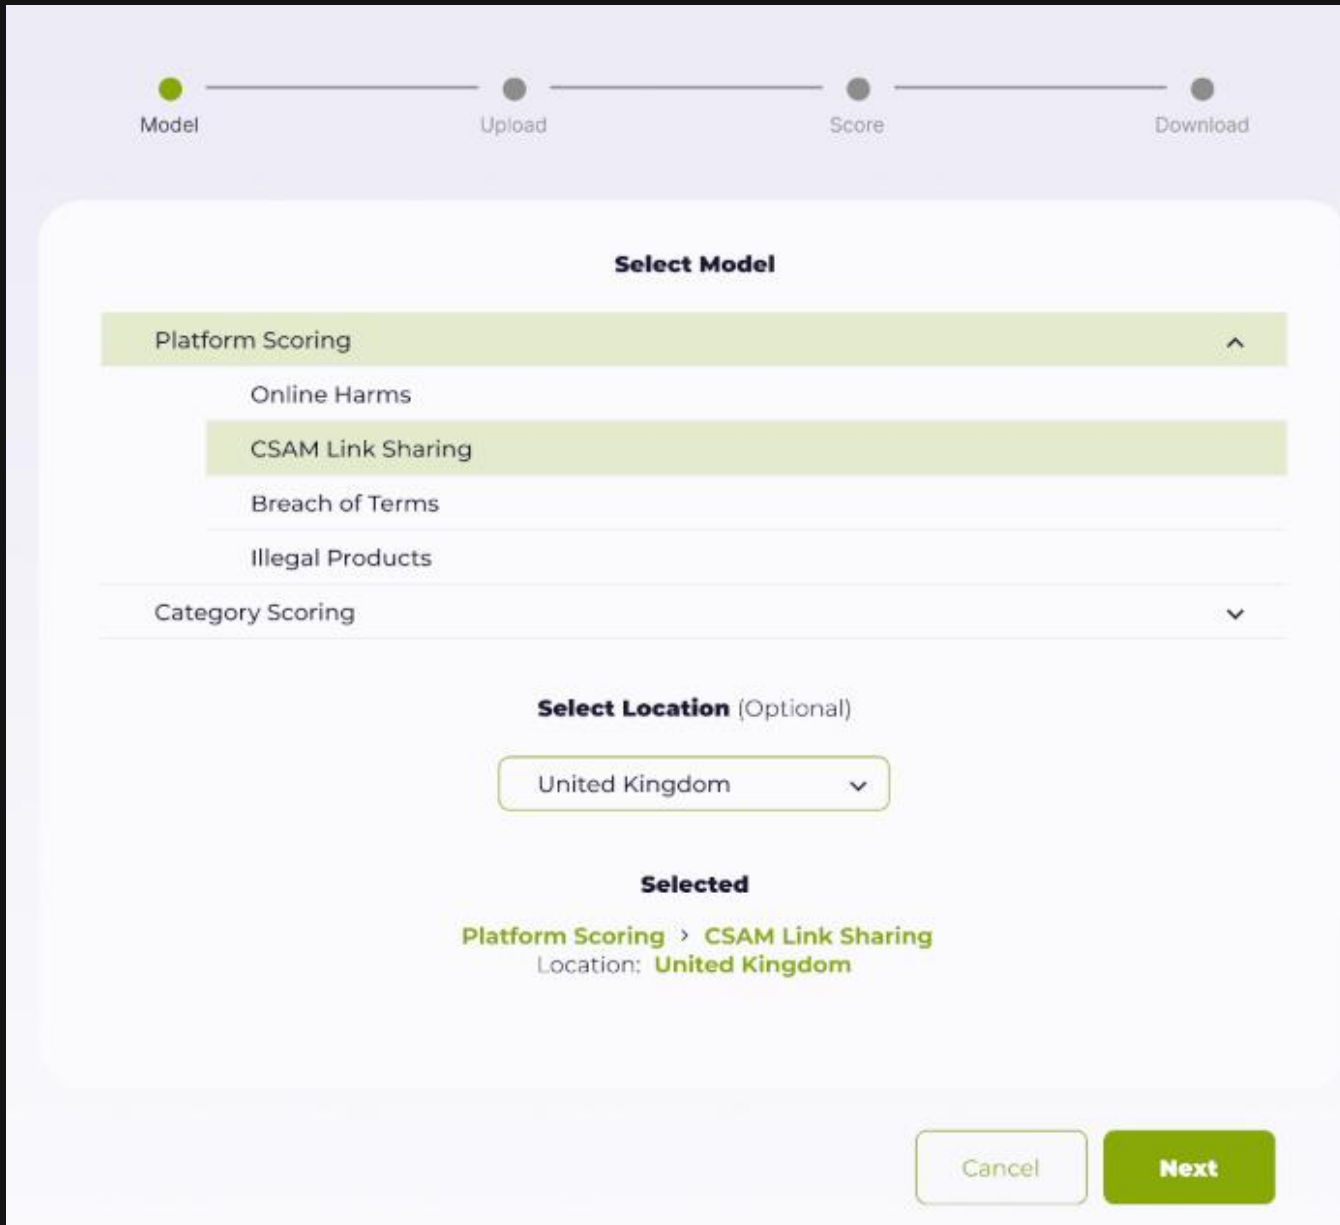 Model Upload Score Download
Select Model
Platform Scoring
Online Harms
CSAM Link Sharing
Breach of Terms
Illegal Products
Category Scoring
Select Location (Optional)
United Kingdom
Selected
Platform Scoring > CSAM Link Sharing
Location: United Kingdom
Cancel Next